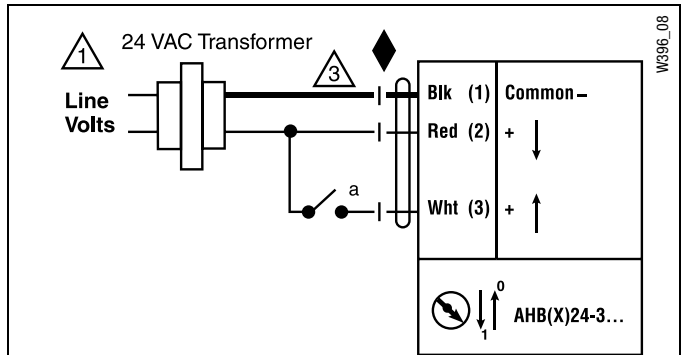 W396_08
1 24 VAC Transformer
3
Line
Volts
Blk (1) Common –
Red (2) +
a
Wht (3) +
0
1
AHB(X)24-3...